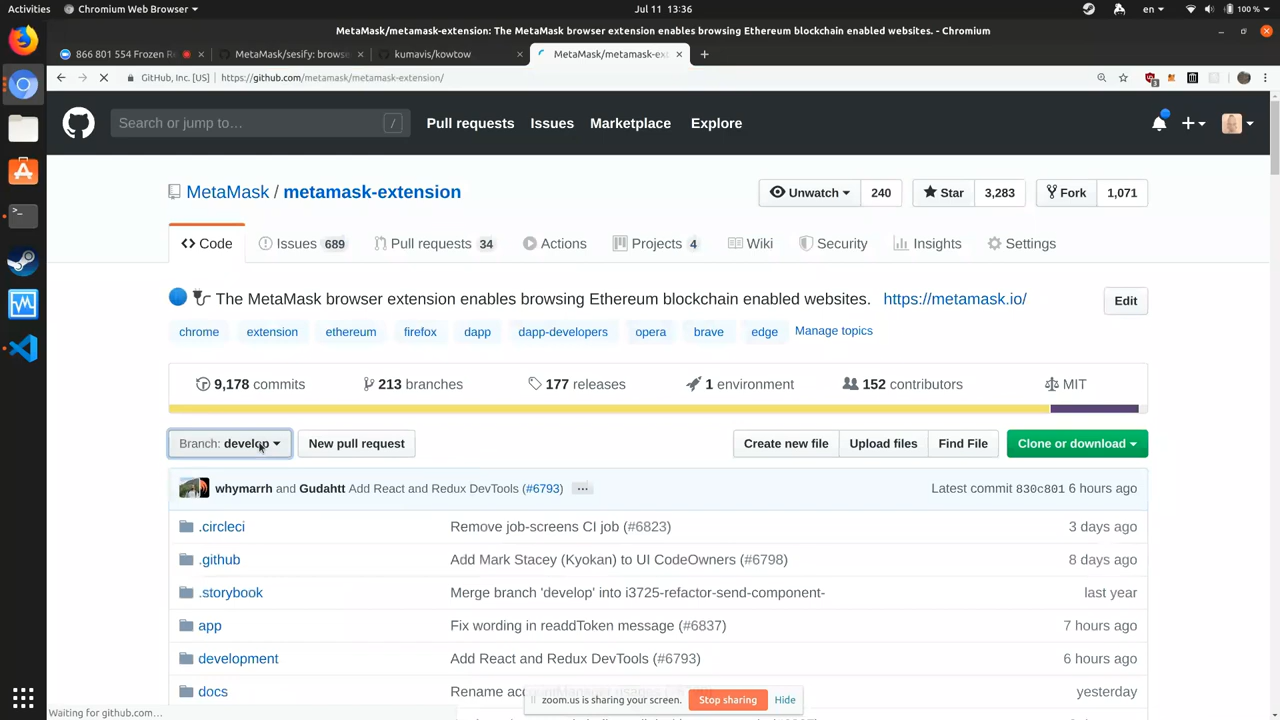 Activities
Chromium Web Browser
Jul 11 13:36
en
100 %
MetaMask/metamask-extension: The MetaMask browser extension enables browsing Ethereum blockchain enabled websites. - Chromium
866 801 554 Frozen Re
MetaMask/sesify: browse
kumavis/kowtow
MetaMask/metamask-ext
GitHub, Inc. [US]
https://github.com/metamask/metamask-extension/
3
Search or jump to…
/
Pull requests
Issues
Marketplace
Explore
MetaMask / metamask-extension
Unwatch
240
Star
3,283
Fork
1,071
Code
Issues 689
Pull requests 34
Actions
Projects 4
Wiki
Security
Insights
Settings
The MetaMask browser extension enables browsing Ethereum blockchain enabled websites. https://metamask.io/
Edit
chrome
extension
ethereum
firefox
dapp
dapp-developers
opera
brave
edge
Manage topics
9,178 commits
213 branches
177 releases
1 environment
152 contributors
MIT
Branch: develop
New pull request
Create new file
Upload files
Find File
Clone or download
whymarrh and Gudahtt Add React and Redux DevTools (#6793)
Latest commit 830c801 6 hours ago
.circleci
Remove job-screens CI job (#6823)
3 days ago
.github
Add Mark Stacey (Kyokan) to UI CodeOwners (#6798)
8 days ago
.storybook
Merge branch 'develop' into i3725-refactor-send-component-
last year
app
Fix wording in readdToken message (#6837)
7 hours ago
development
Add React and Redux DevTools (#6793)
6 hours ago
docs
Rename
yesterday
zoom.us is sharing your screen.
Stop sharing
Hide
Waiting for github.com…